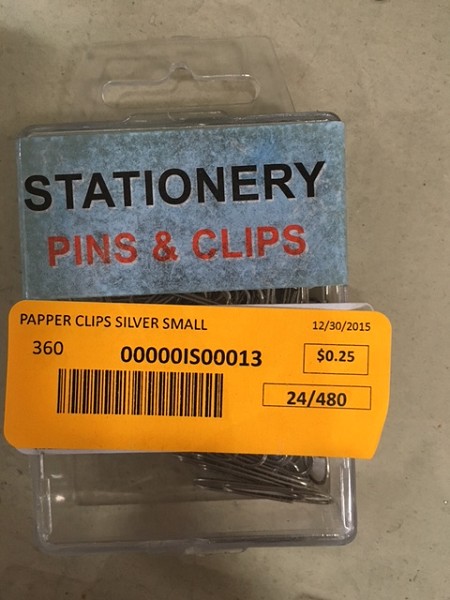 STATIONERY
PINS & CLIPS
PAPPER CLIPS SILVER SMALL
12/30/2015
360
00000IS00013
$0.25
24/480